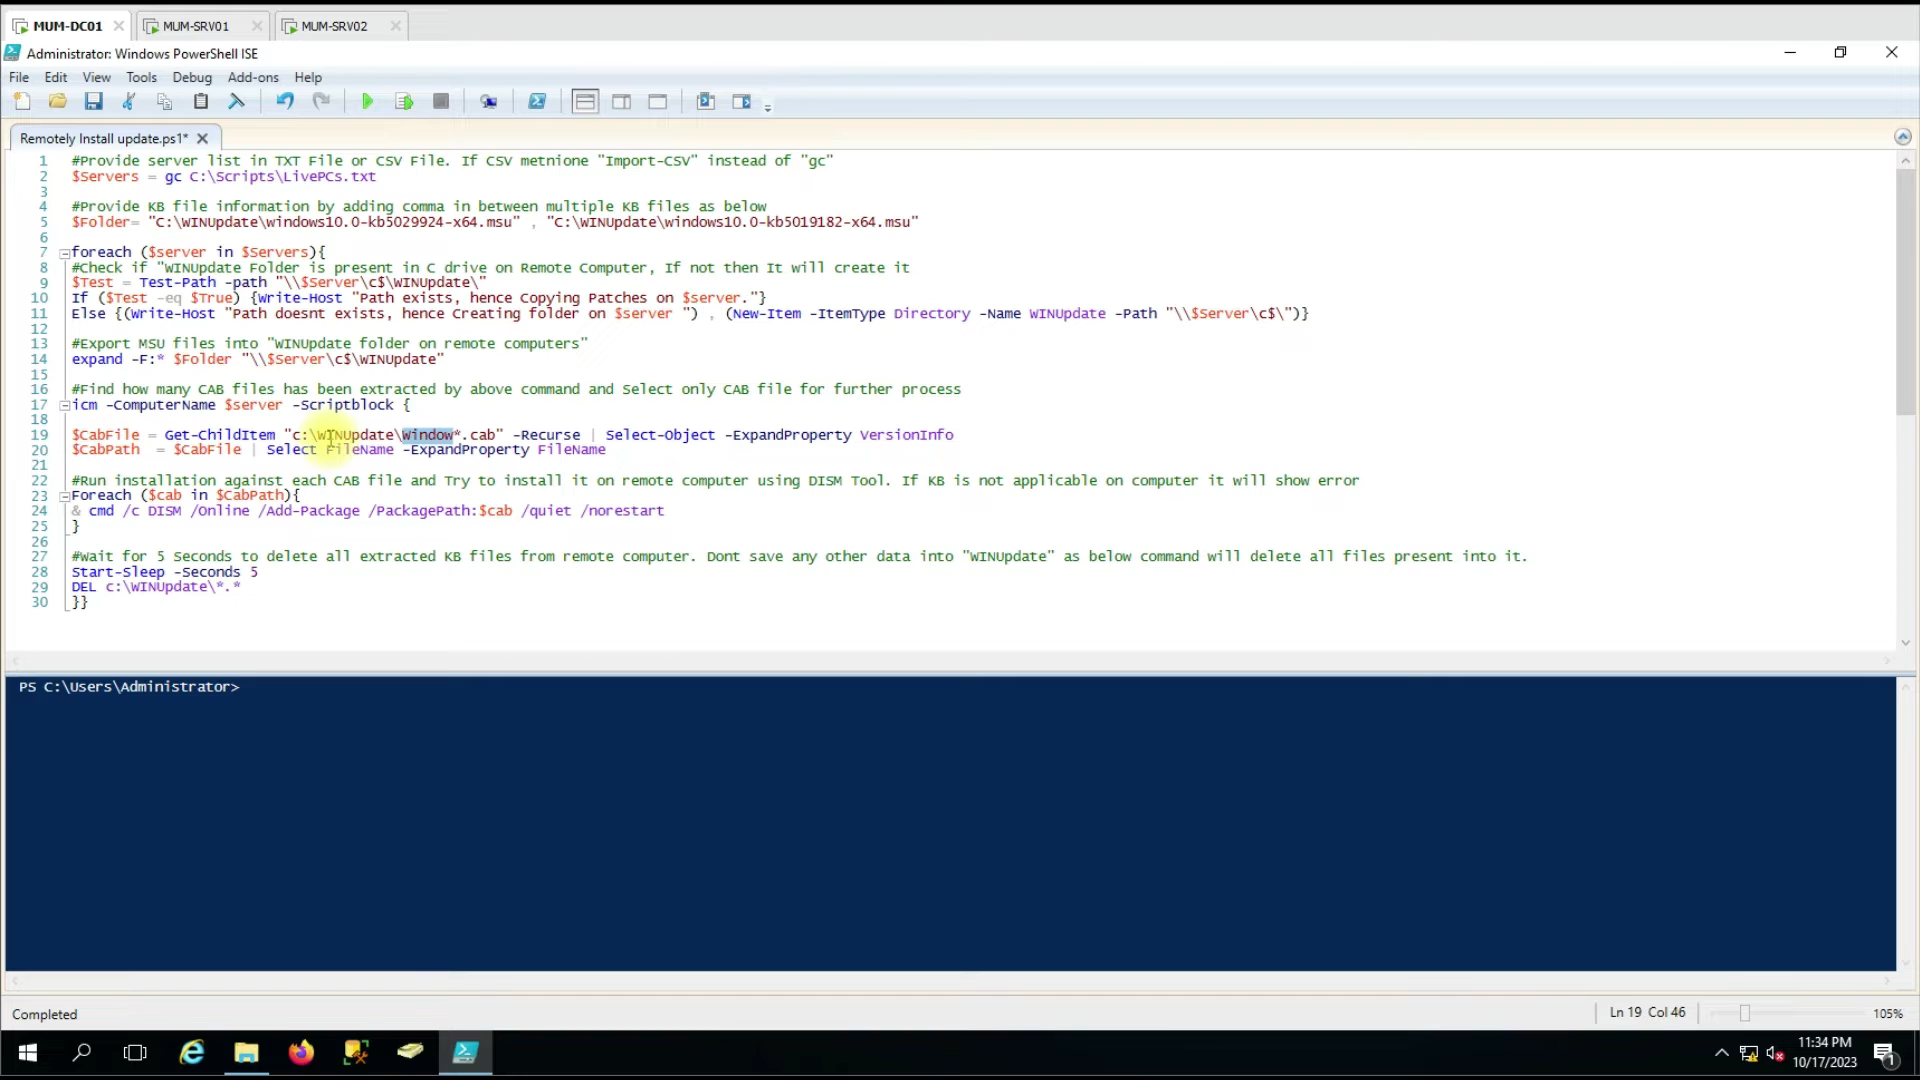 MUM-DC01 MUM-SRV01 MUM-SRV02
Administrator: Windows PowerShell ISE
File Edit View Tools Debug Add-ons Help
Remotely Install update.ps1*
1 #Provide server list in TXT File or CSV File. If CSV metnione "Import-CSV" instead of "gc"
2 $Servers = gc C:\Scripts\LivePCs.txt
3
4 #Provide KB file information by adding comma in between multiple KB files as below
5 $Folder= "C:\WINUpdate\windows10.0-kb5029924-x64.msu" , "C:\WINUpdate\windows10.0-kb5019182-x64.msu"
6
7 foreach ($server in $Servers){
8 #Check if "WINUpdate Folder is present in C drive on Remote Computer, If not then It will create it
9 $Test = Test-Path -path "\\$Server\c$\WINUpdate\"
10 If ($Test -eq $True) {Write-Host "Path exists, hence Copying Patches on $server."}
11 Else {(Write-Host "Path doesnt exists, hence Creating folder on $server ") , (New-Item -ItemType Directory -Name WINUpdate -Path "\\$Server\c$\")}
12
13 #Export MSU files into "WINUpdate folder on remote computers"
14 expand -F:* $Folder "\\$Server\c$\WINUpdate"
15
16 #Find how many CAB files has been extracted by above command and Select only CAB file for further process
17 icm -ComputerName $server -Scriptblock {
18
19 $CabFile = Get-ChildItem "c:\WINUpdate\Window*.cab" -Recurse | Select-Object -ExpandProperty VersionInfo
20 $CabPath = $CabFile | Select FileName -ExpandProperty FileName
21
22 #Run installation against each CAB file and Try to install it on remote computer using DISM Tool. If KB is not applicable on computer it will show error
23 Foreach ($cab in $CabPath){
24 & cmd /c DISM /Online /Add-Package /PackagePath:$cab /quiet /norestart
25 }
26
27 #Wait for 5 Seconds to delete all extracted KB files from remote computer. Dont save any other data into "WINUpdate" as below command will delete all files present into it.
28 Start-Sleep -Seconds 5
29 DEL c:\WINUpdate\*.*
30 }}
PS C:\Users\Administrator>
Completed Ln 19 Col 46 105%
11:34 PM
10/17/2023
1